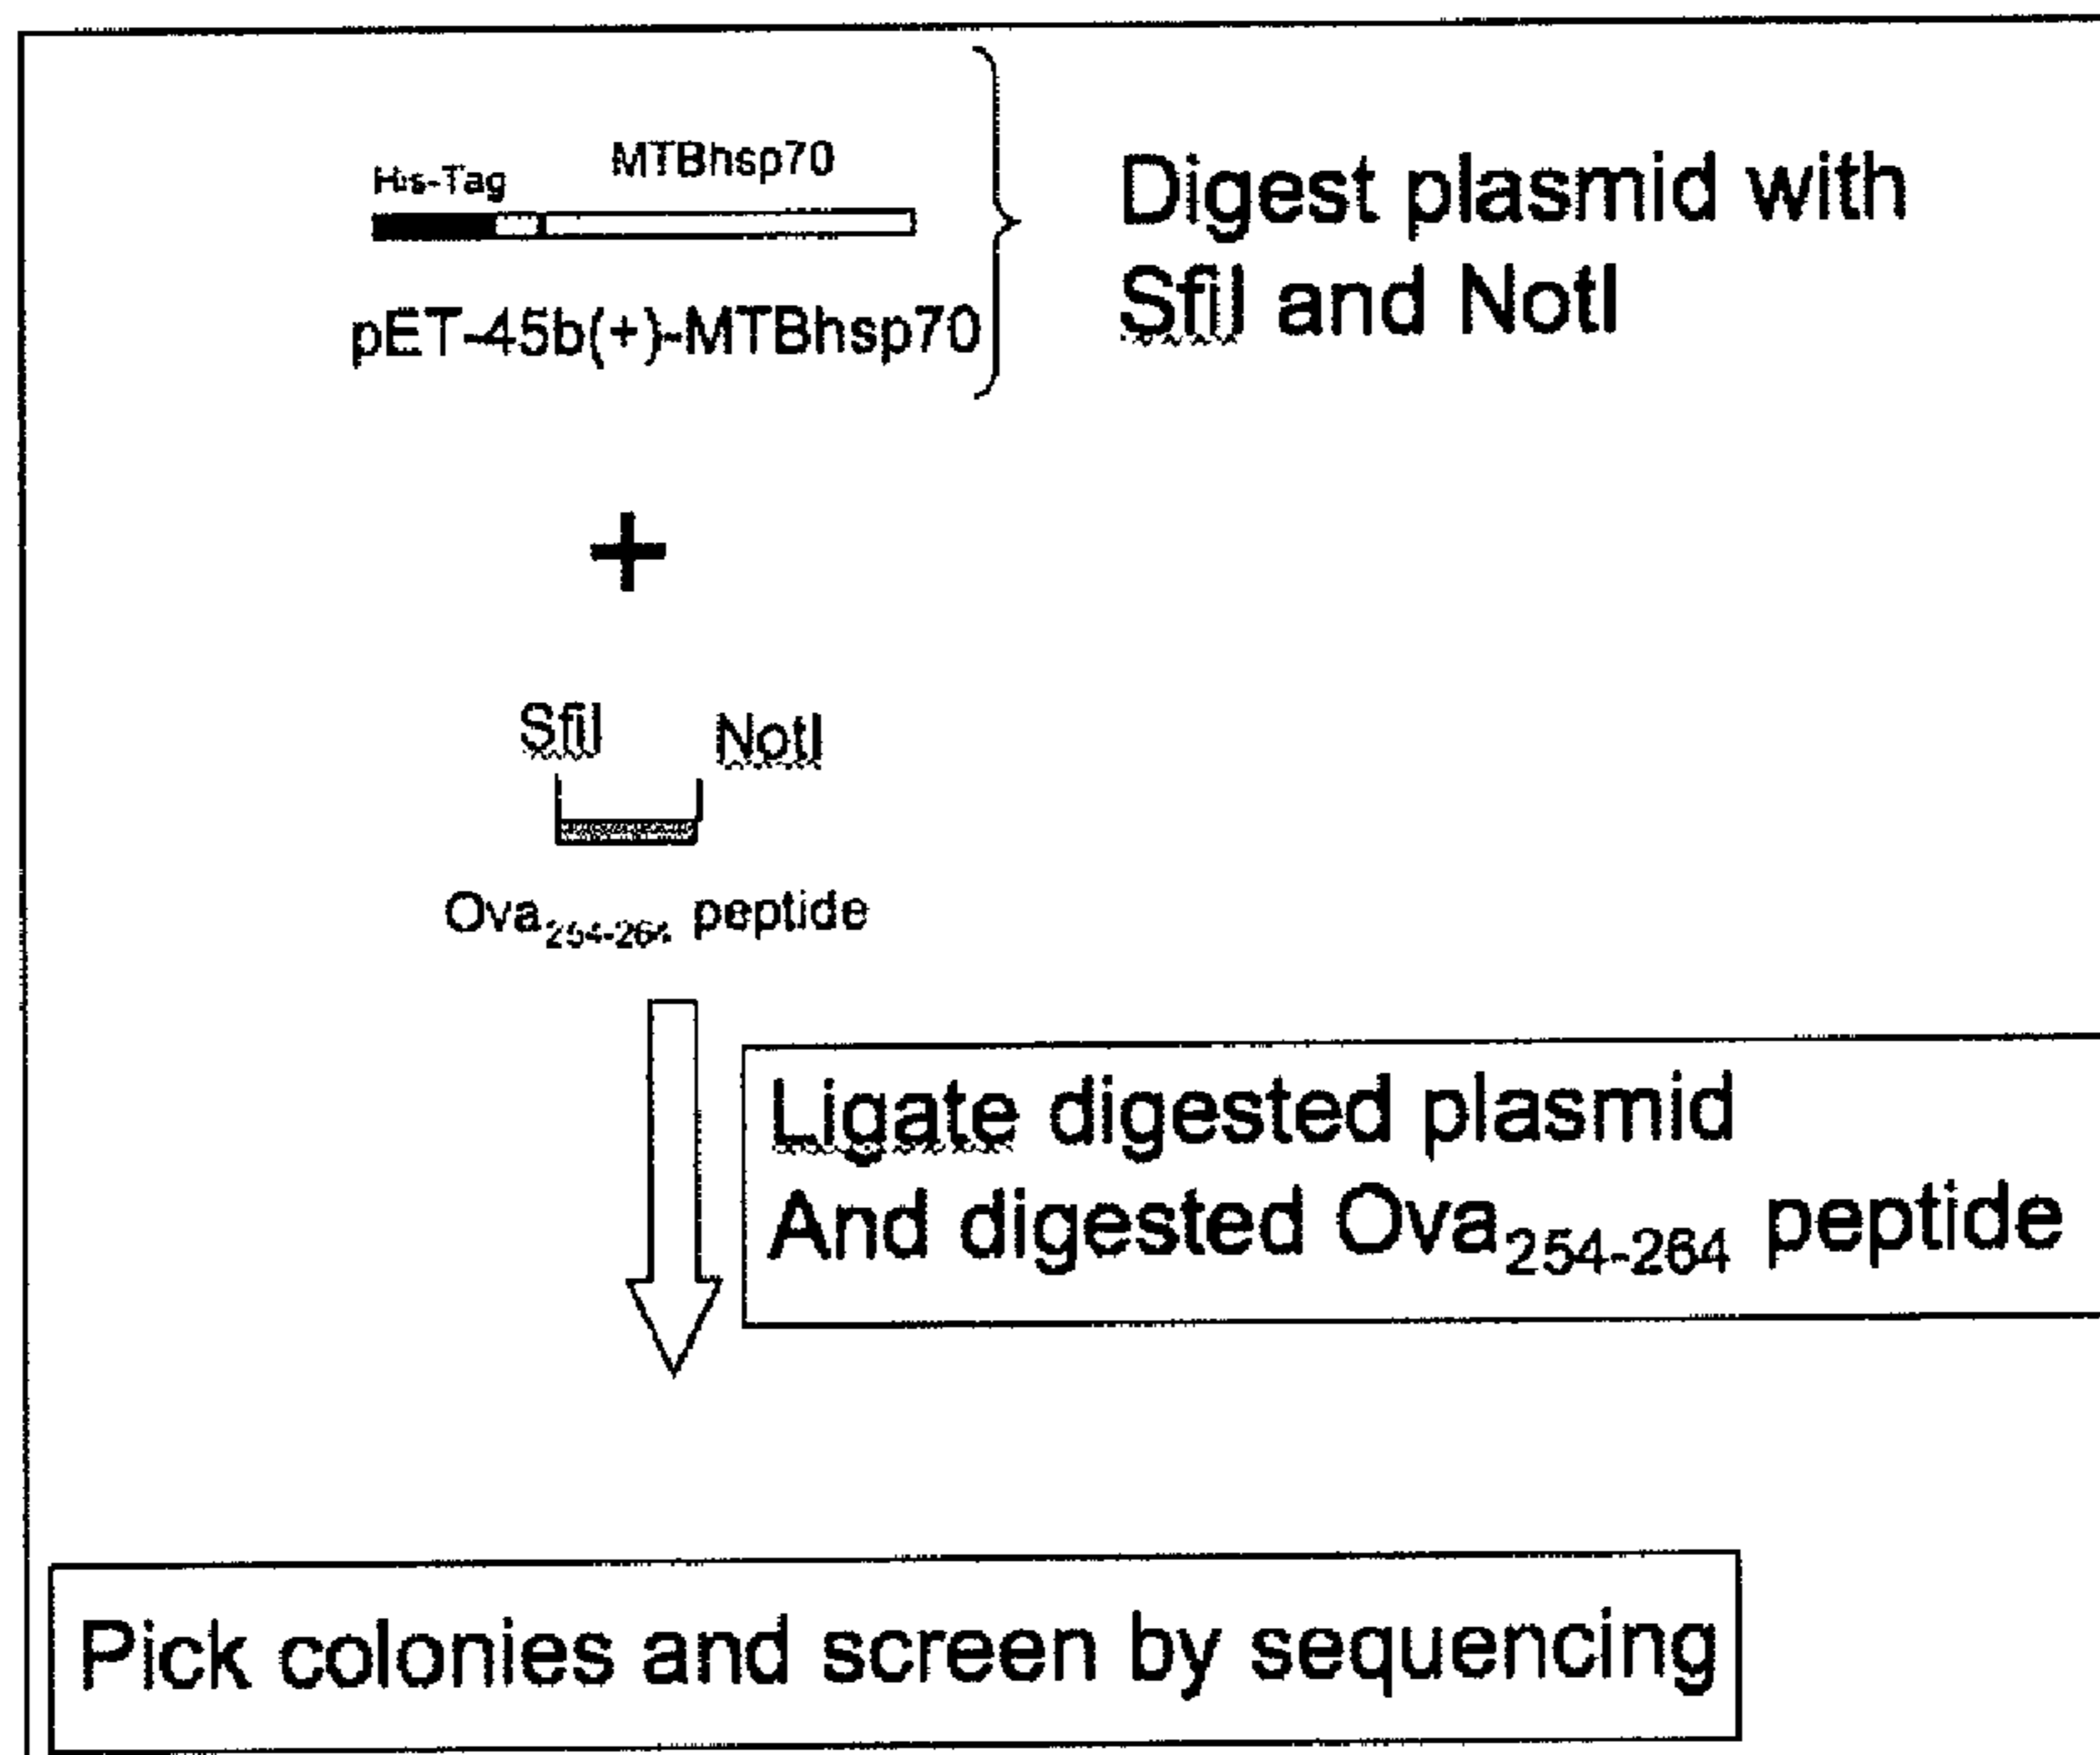 His-Tag MTBhsp70
pET-45b(+)-MTBhsp70
Digest plasmid with
SfiI and NotI
+
SfiI NotI
Ova254-264 peptide
Ligate digested plasmid
And digested Ova254-264 peptide
Pick colonies and screen by sequencing